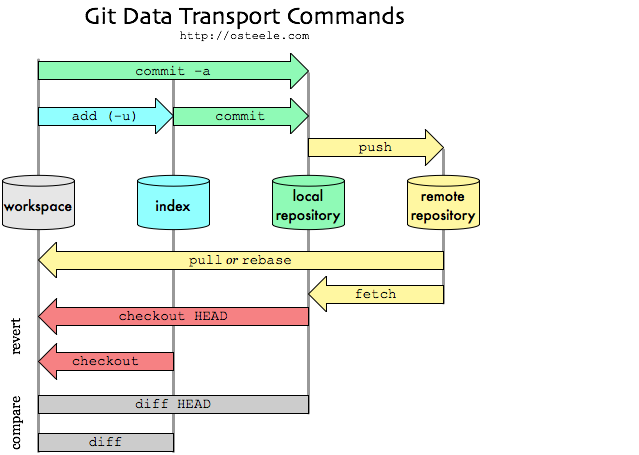 Git Data Transport Commands
http://osteele.com
commit -a
add (-u)
commit
push
workspace
index
local
repository
remote
repository
pull or rebase
fetch
revert
checkout HEAD
checkout
compare
diff HEAD
diff